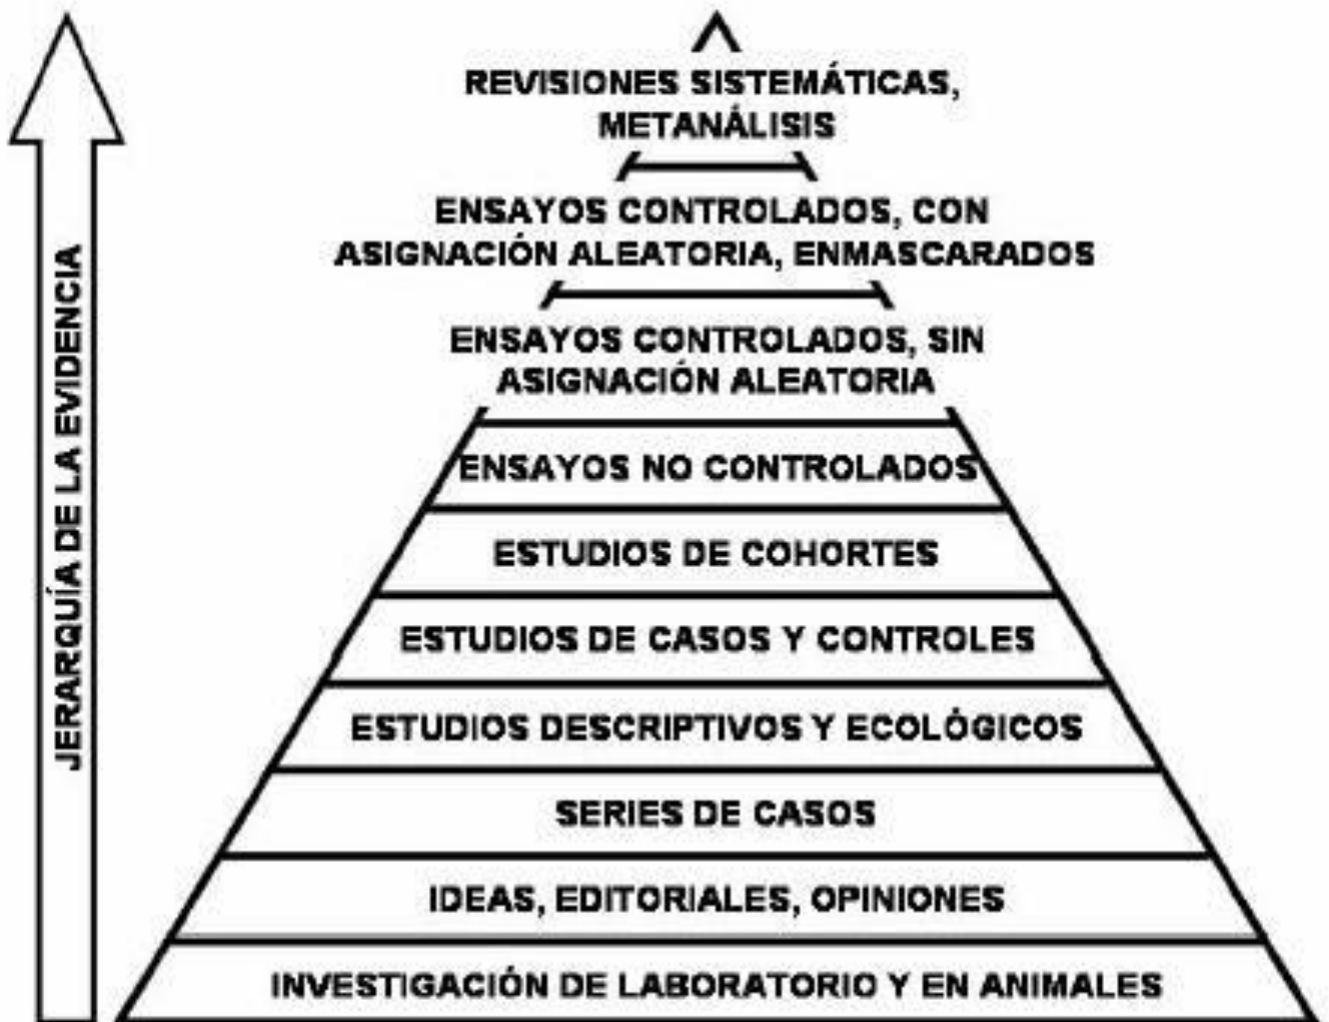 JERARQUÍA DE LA EVIDENCIA
REVISIONES SISTEMÁTICAS,
METANÁLISIS
ENSAYOS CONTROLADOS, CON
ASIGNACIÓN ALEATORIA, ENMASCARADOS
ENSAYOS CONTROLADOS, SIN
ASIGNACIÓN ALEATORIA
ENSAYOS NO CONTROLADOS
ESTUDIOS DE COHORTES
ESTUDIOS DE CASOS Y CONTROLES
ESTUDIOS DESCRIPTIVOS Y ECOLÓGICOS
SERIES DE CASOS
IDEAS, EDITORIALES, OPINIONES
INVESTIGACIÓN DE LABORATORIO Y EN ANIMALES